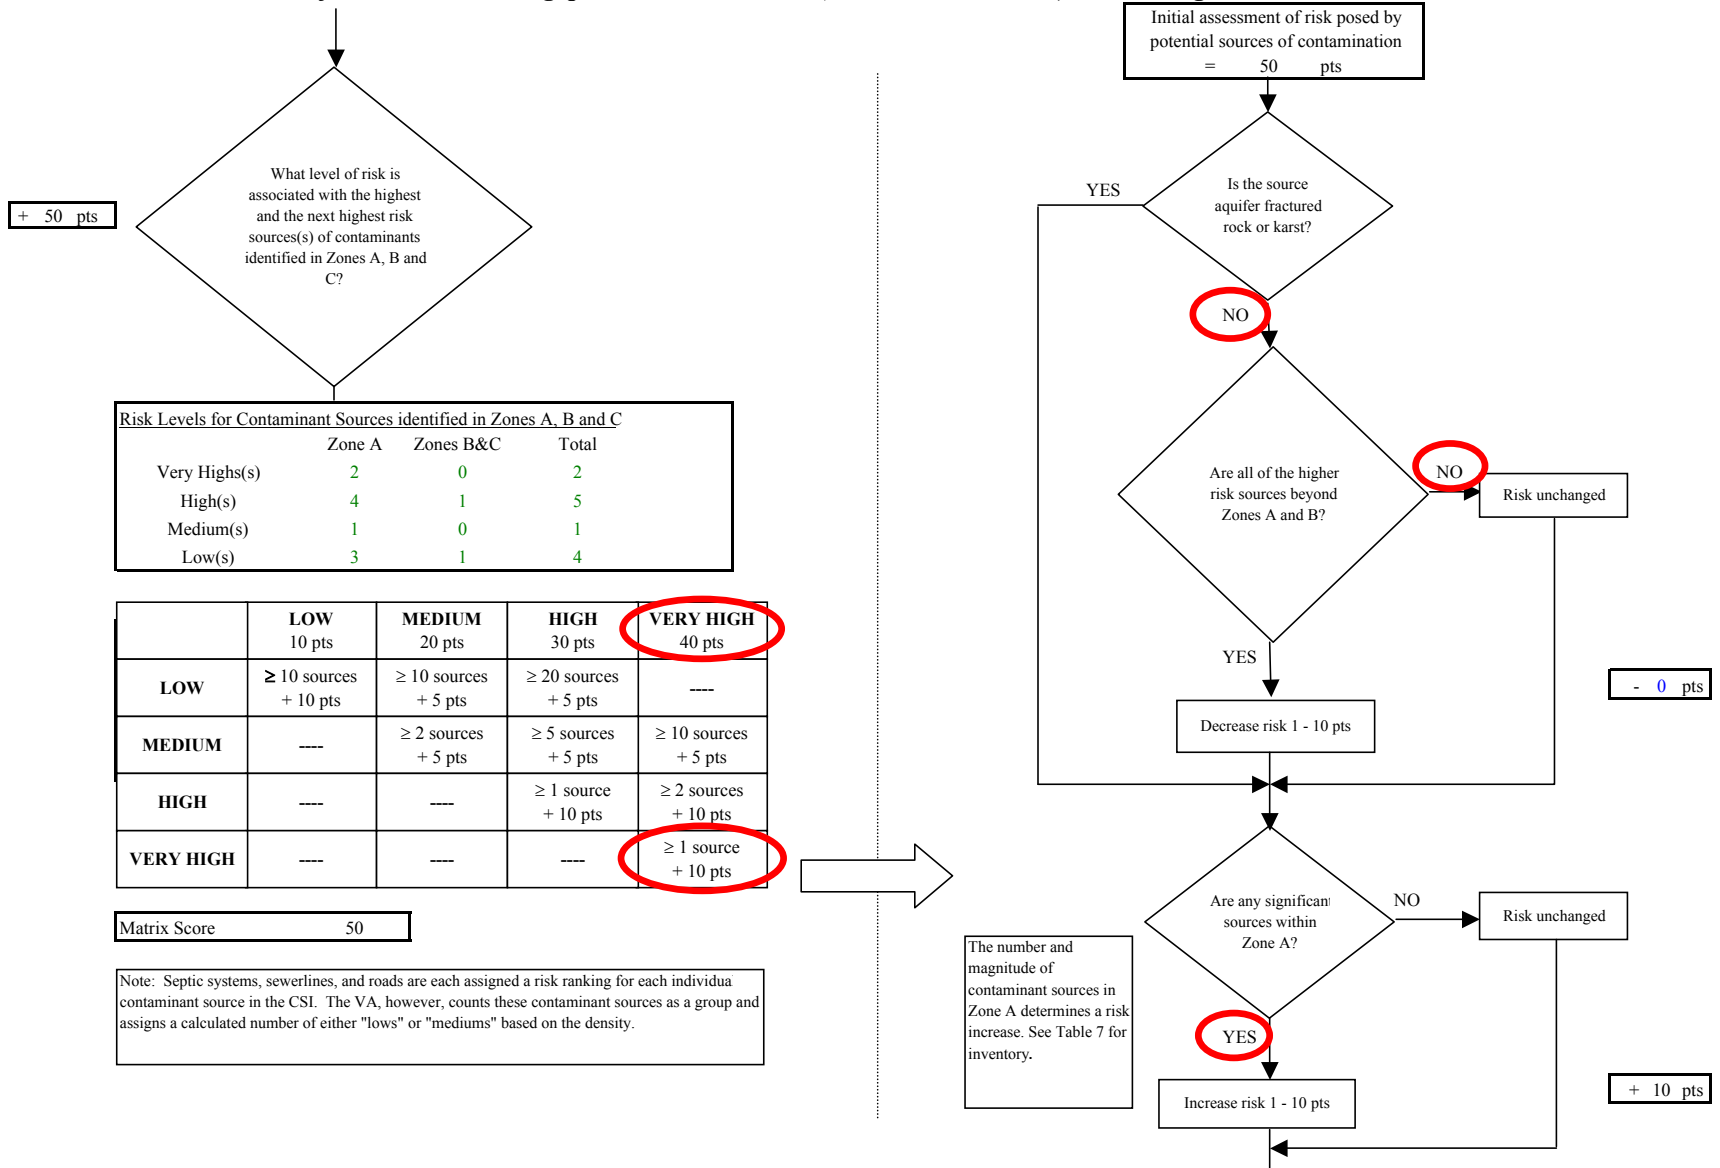 + 50 pts
What level of risk is
associated with the highest
and the next highest risk
sources(s) of contaminants
identified in Zones A, B and
C?
Risk Levels for Contaminant Sources identified in Zones A, B and C
Zone A Zones B&C Total
Very Highs(s) 2 0 2
High(s) 4 1 5
Medium(s) 1 0 1
Low(s) 3 1 4
LOW MEDIUM HIGH VERY HIGH
10 pts 20 pts 30 pts 40 pts
LOW ≥ 10 sources + 10 pts ≥ 10 sources + 5 pts ≥ 20 sources + 5 pts ----
MEDIUM ---- ≥ 2 sources + 5 pts ≥ 5 sources + 5 pts ≥ 10 sources + 5 pts
HIGH ---- ---- ≥ 1 source + 10 pts ≥ 2 sources + 10 pts
VERY HIGH ---- ---- ---- ≥ 1 source + 10 pts
Matrix Score 50
Note: Septic systems, sewerlines, and roads are each assigned a risk ranking for each individua
contaminant source in the CSI. The VA, however, counts these contaminant sources as a group and
assigns a calculated number of either "lows" or "mediums" based on the density.
Initial assessment of risk posed by
potential sources of contamination
= 50 pts
Is the source
aquifer fractured
rock or karst?
YES
NO
Are all of the higher
risk sources beyond
Zones A and B?
NO
Risk unchanged
YES
Decrease risk 1 - 10 pts
- 0 pts
Are any significant
sources within
Zone A?
NO
Risk unchanged
The number and
magnitude of
contaminant sources in
Zone A determines a risk
increase. See Table 7 for
inventory.
YES
Increase risk 1 - 10 pts
+ 10 pts